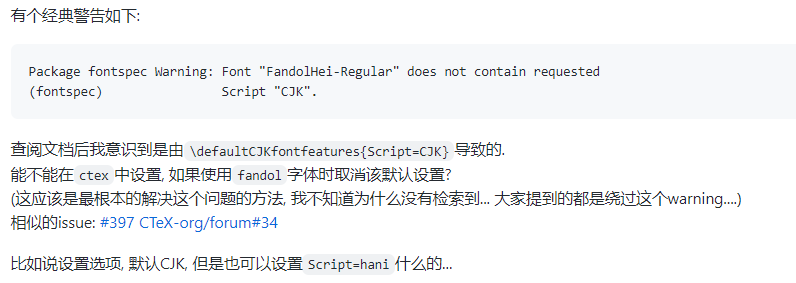 有个经典警告如下:
Package fontspec Warning: Font "FandolHei-Regular" does not contain requested
(fontspec)                Script "CJK".
查阅文档后我意识到是由 \defaultCJKfontfeatures{Script=CJK} 导致的.
能不能在 ctex 中设置, 如果使用 fandol 字体时取消该默认设置?
(这应该是最根本的解决这个问题的方法, 我不知道为什么没有检索到... 大家提到的都是绕过这个warning....)
相似的issue: #397 CTeX-org/forum#34
比如说设置选项, 默认CJK, 但是也可以设置 Script=hani 什么的...